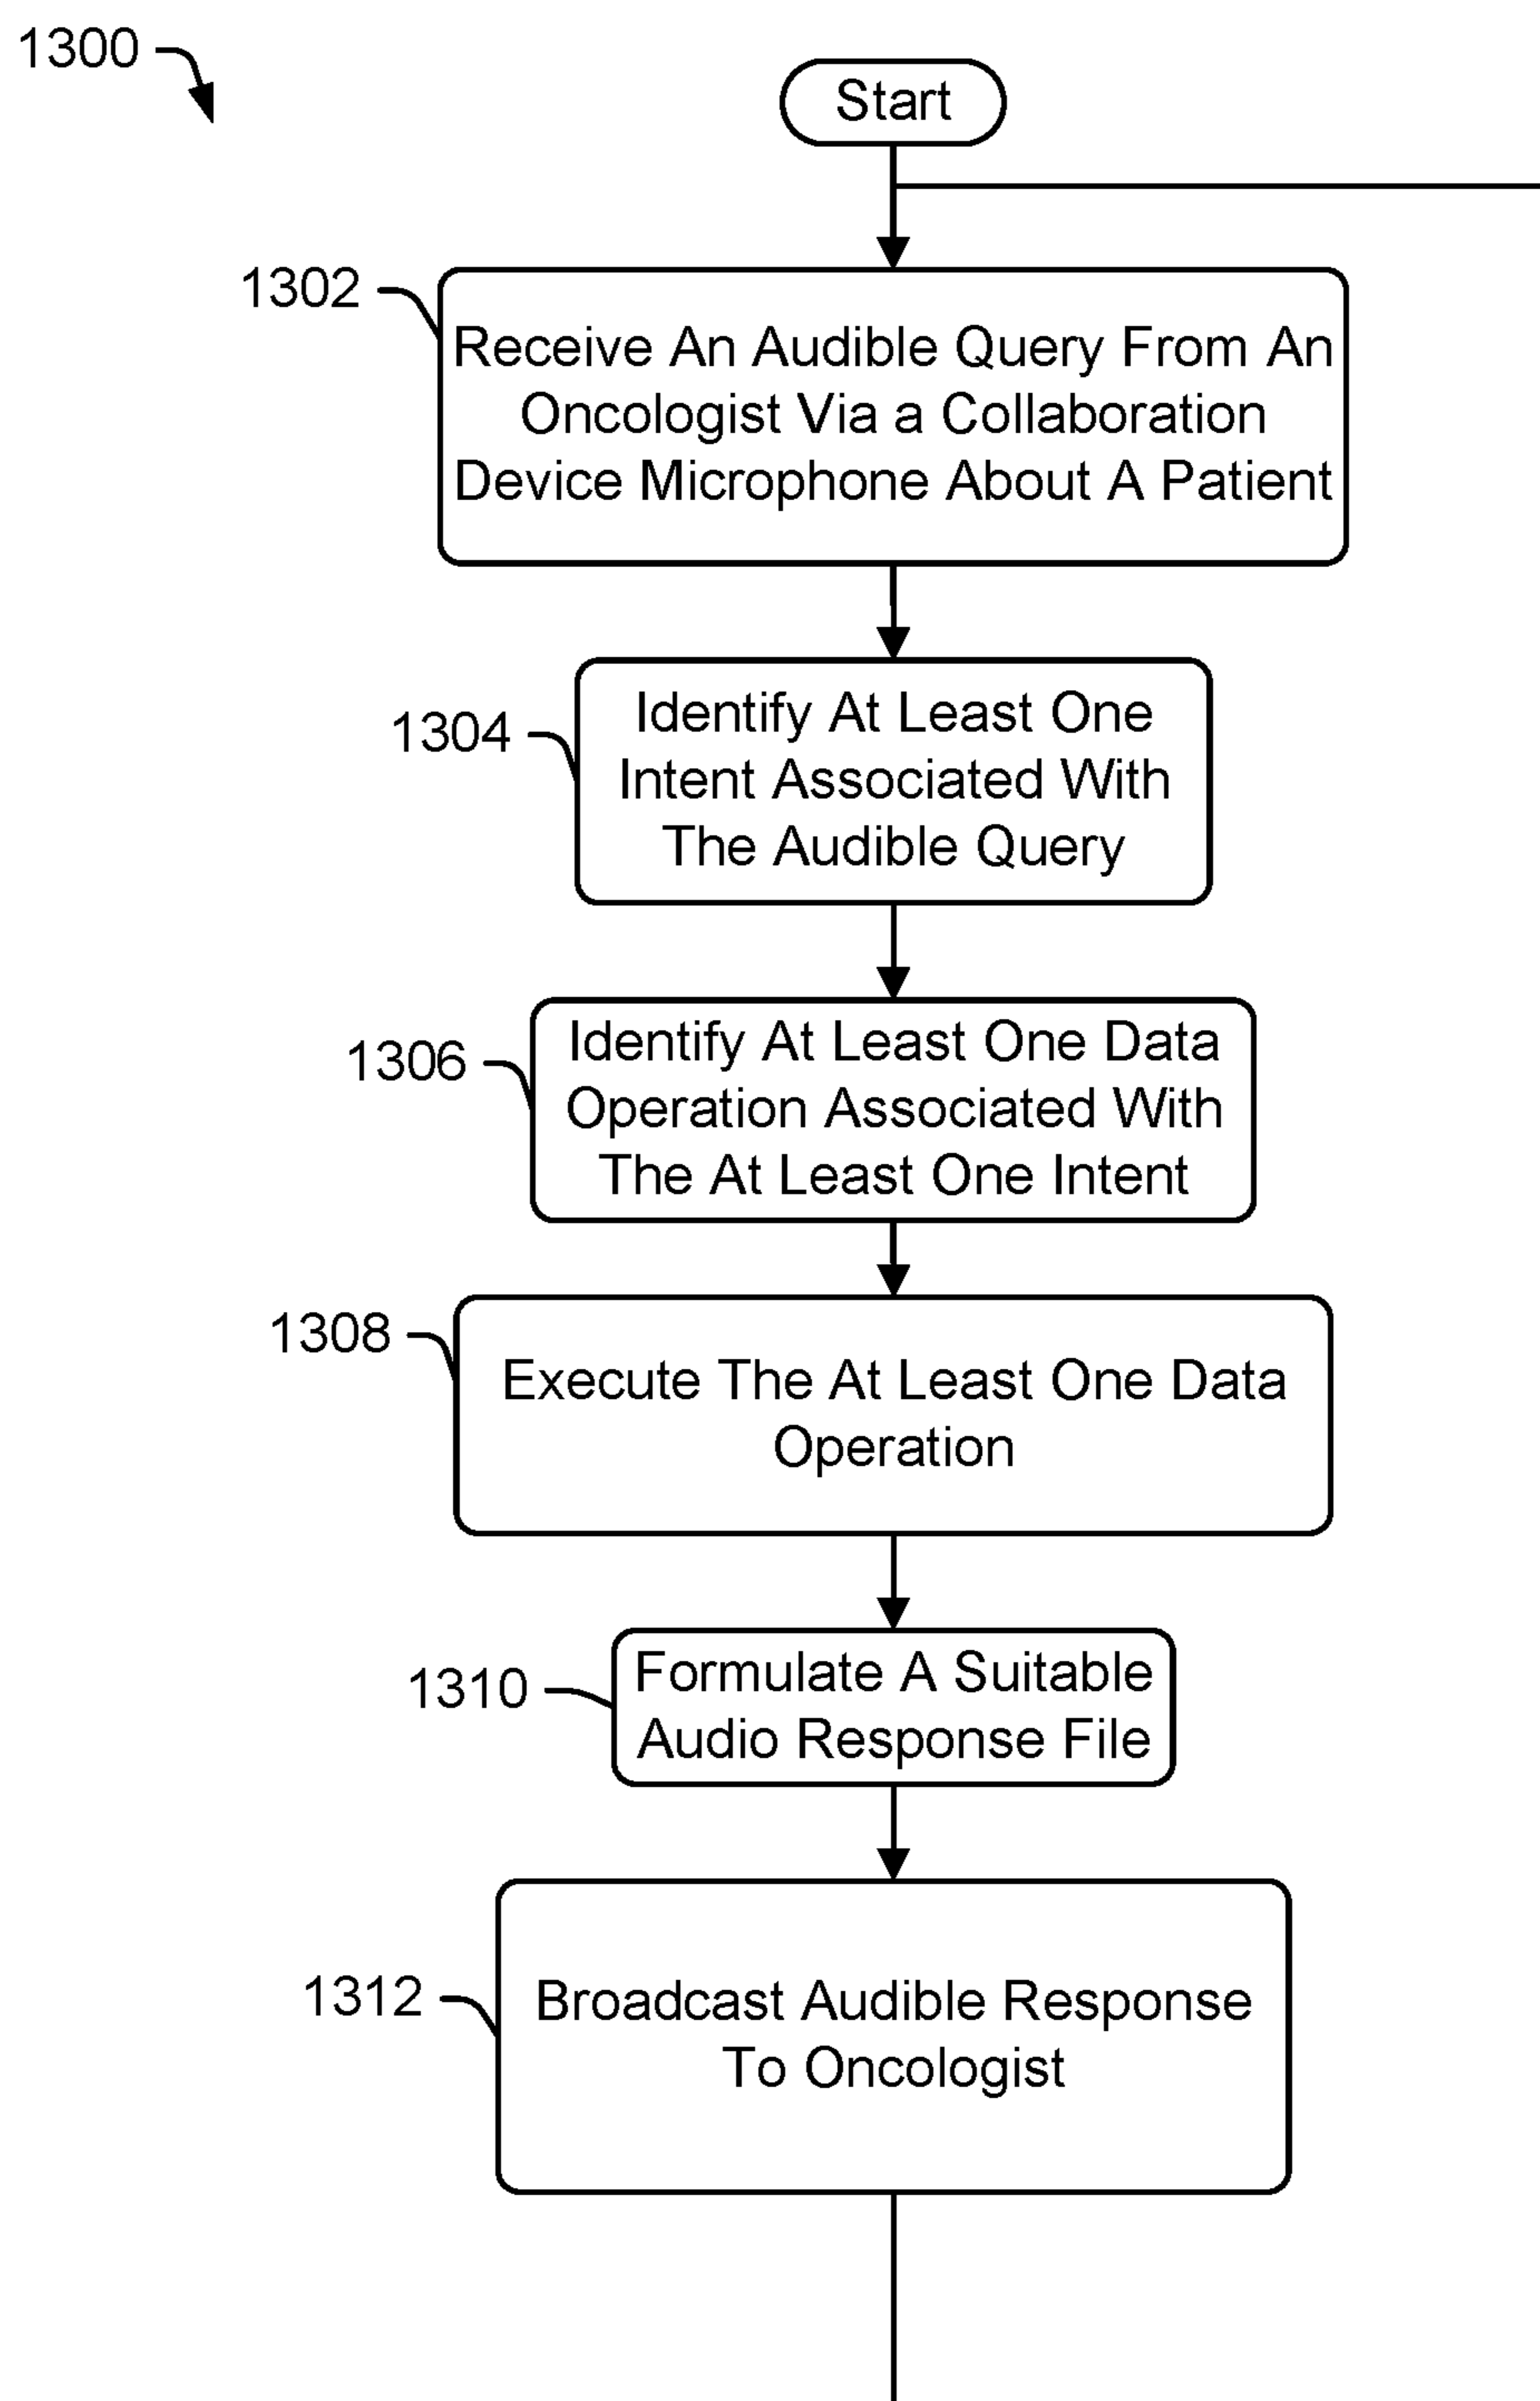 1300
Start
1302
Receive An Audible Query From An
Oncologist Via a Collaboration
Device Microphone About A Patient
1304
Identify At Least One
Intent Associated With
The Audible Query
1306
Identify At Least One Data
Operation Associated With
The At Least One Intent
1308
Execute The At Least One Data
Operation
1310
Formulate A Suitable
Audio Response File
1312
Broadcast Audible Response
To Oncologist